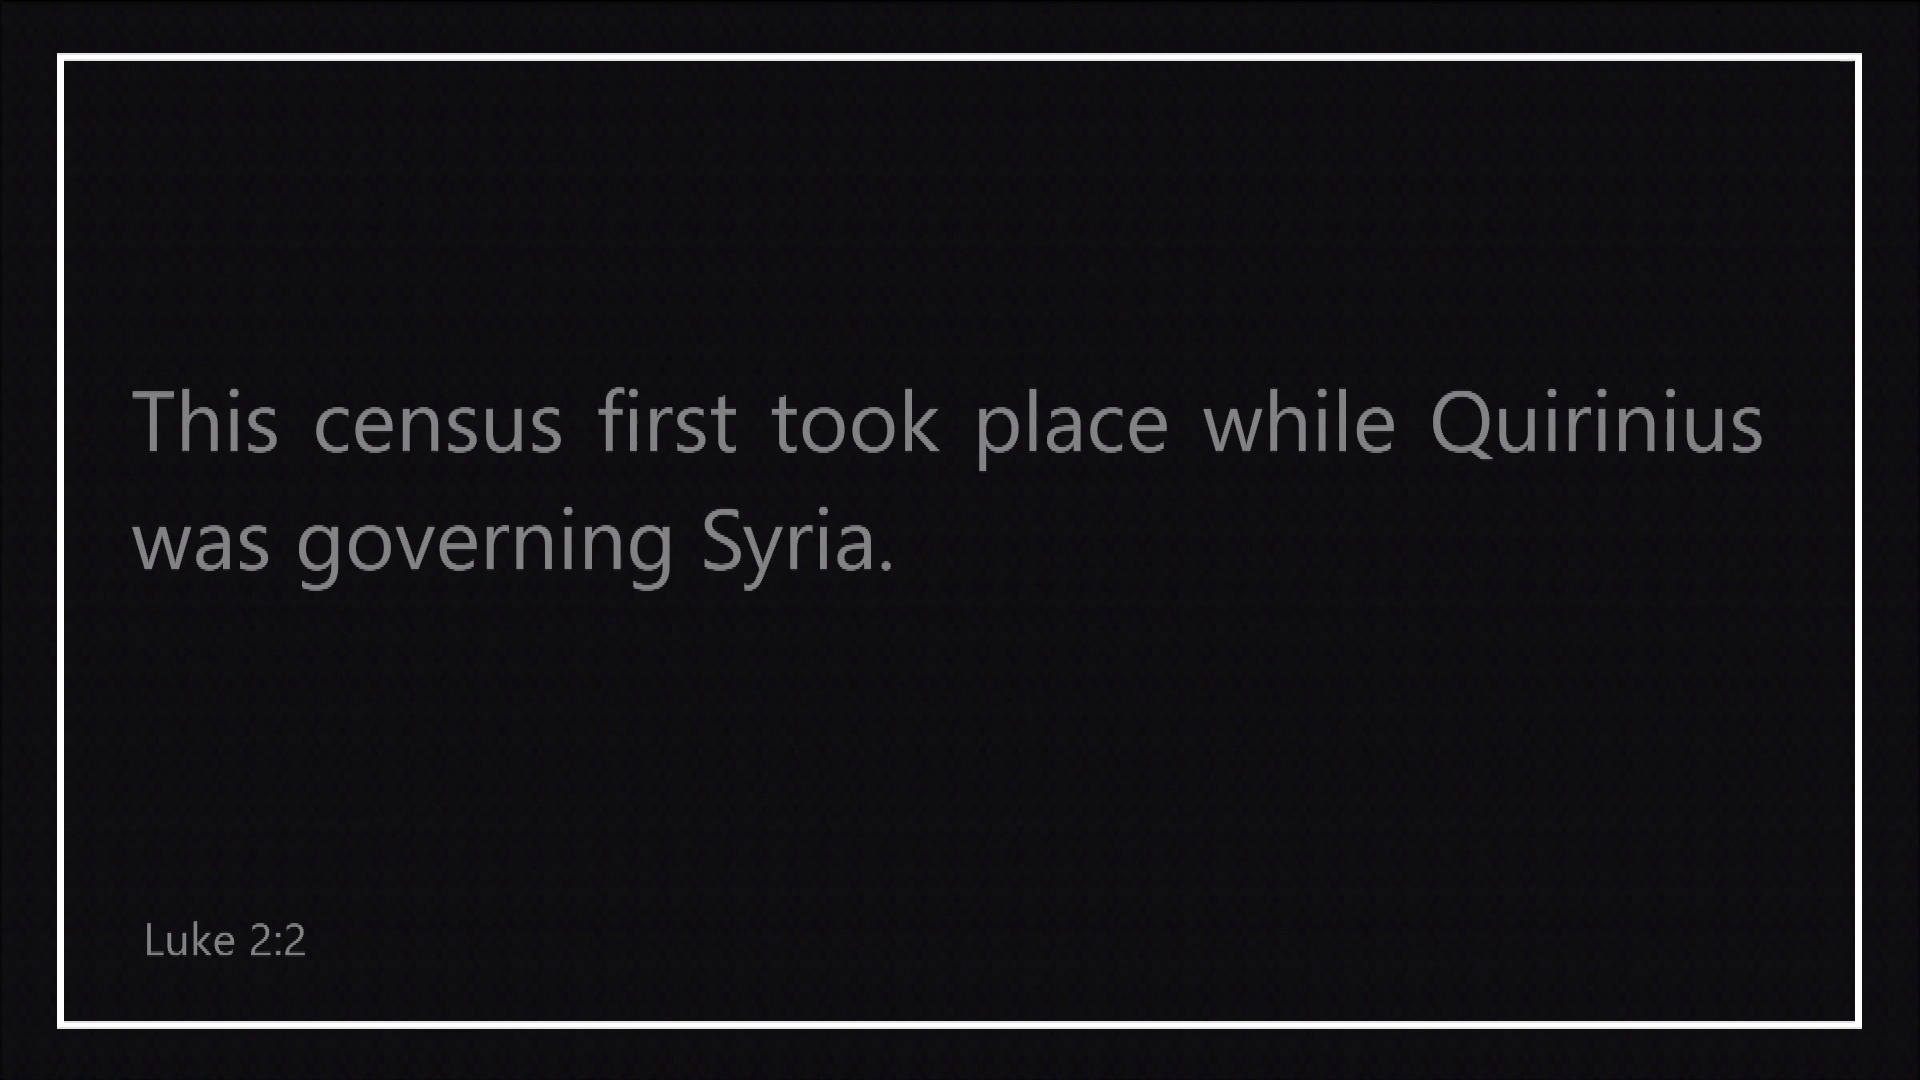 This census first took place while Quirinius
was governing Syria.
Luke 2:2